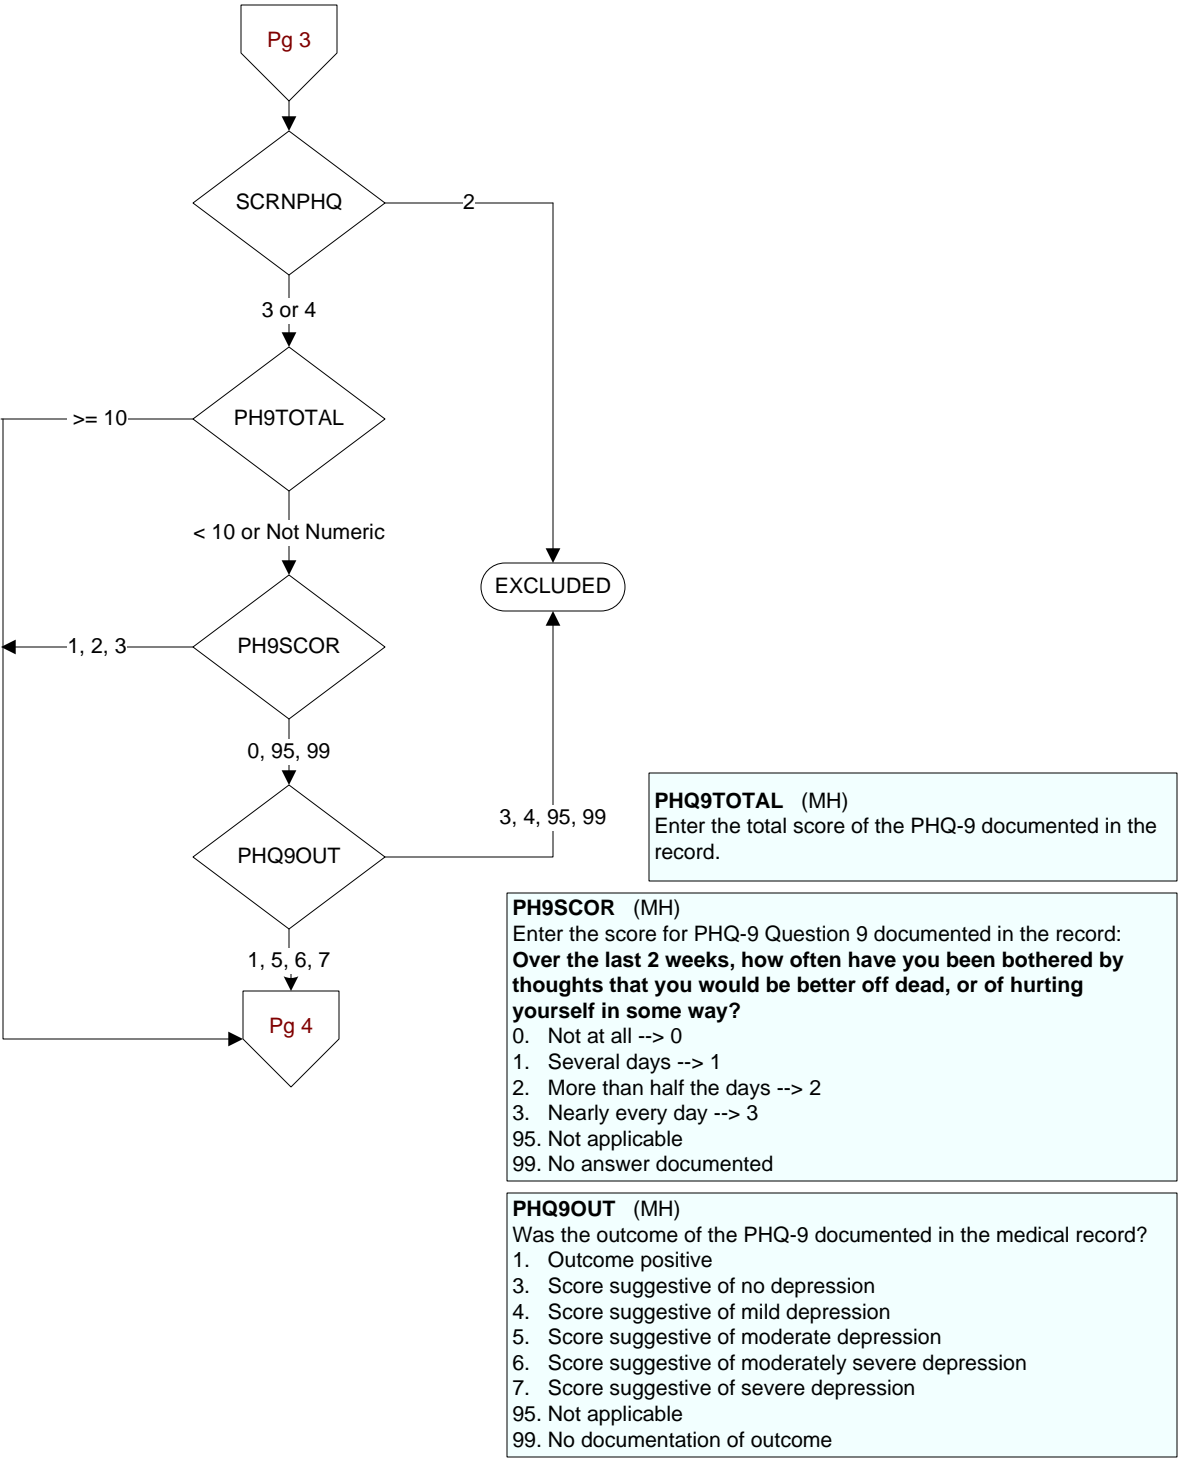 Pg 3
SCRNPHQ
2
3 or 4
>= 10
PH9TOTAL
< 10 or Not Numeric
EXCLUDED
1, 2, 3
PH9SCOR
0, 95, 99
3, 4, 95, 99
PHQ9OUT
1, 5, 6, 7
Pg 4
PHQ9TOTAL (MH)
Enter the total score of the PHQ-9 documented in the
record.
PH9SCOR (MH)
Enter the score for PHQ-9 Question 9 documented in the record:
Over the last 2 weeks, how often have you been bothered by
thoughts that you would be better off dead, or of hurting
yourself in some way?
0. Not at all --> 0
1. Several days --> 1
2. More than half the days --> 2
3. Nearly every day --> 3
95. Not applicable
99. No answer documented
PHQ9OUT (MH)
Was the outcome of the PHQ-9 documented in the medical record?
1. Outcome positive
3. Score suggestive of no depression
4. Score suggestive of mild depression
5. Score suggestive of moderate depression
6. Score suggestive of moderately severe depression
7. Score suggestive of severe depression
95. Not applicable
99. No documentation of outcome